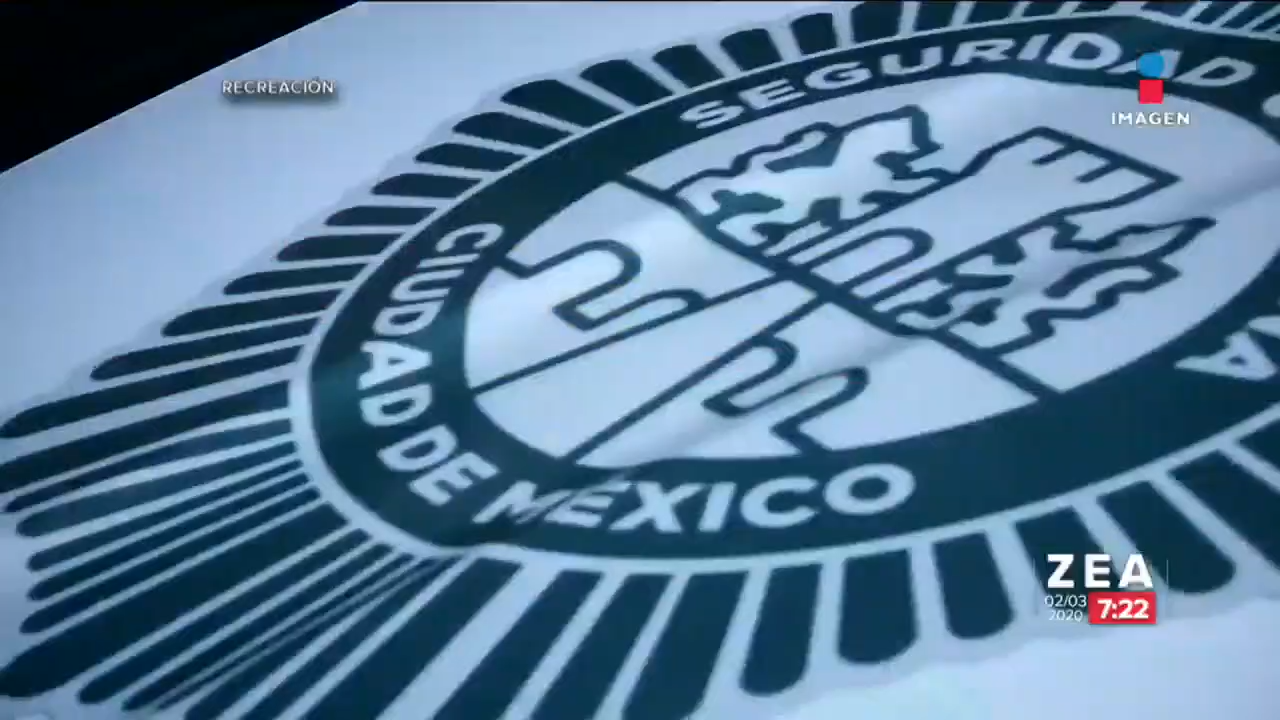 RECREACIÓN
IMAGEN
SEGURIDAD
CIUDAD DE MÉXICO
ZEA
02/03
2020
7:22